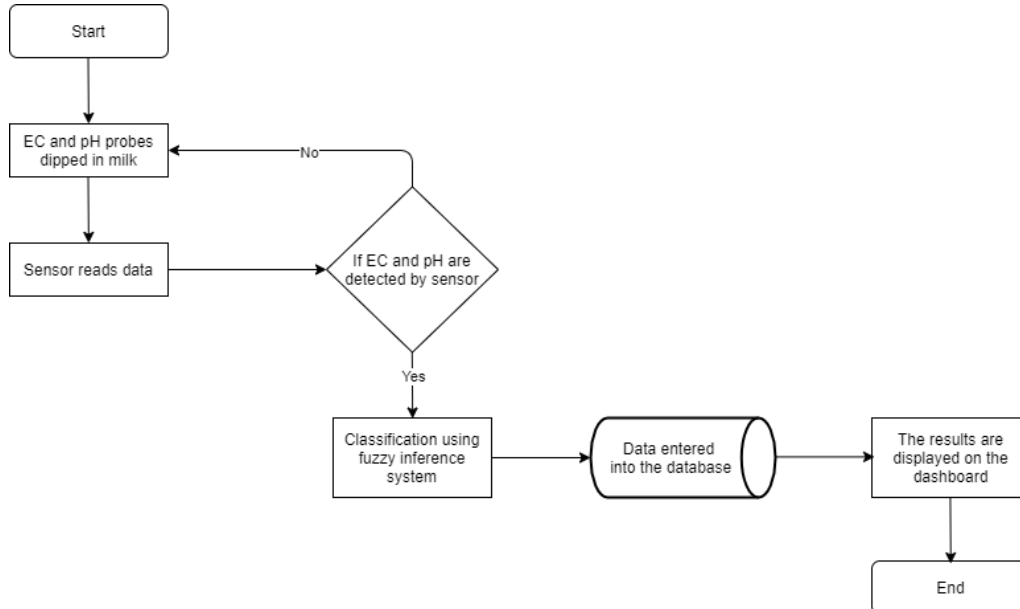 Start
EC and pH probes
dipped in milk
No
Sensor reads data
If EC and pH are
detected by sensor
Yes
Classification using
fuzzy inference
system
Data entered
into the database
The results are
displayed on the
dashboard
End